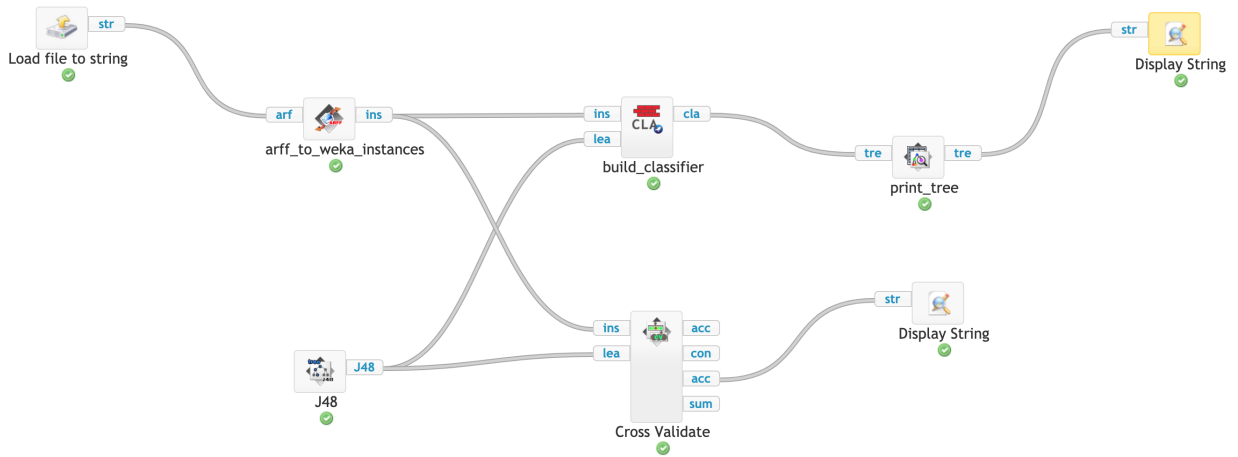 str
Load file to string
arf
ins
arff_to_weka_instances
ins
lea
CLA
cla
build_classifier
tre
tre
print_tree
str
Display String
J48
J48
ins
lea
acc
con
acc
sum
Cross Validate
str
Display String